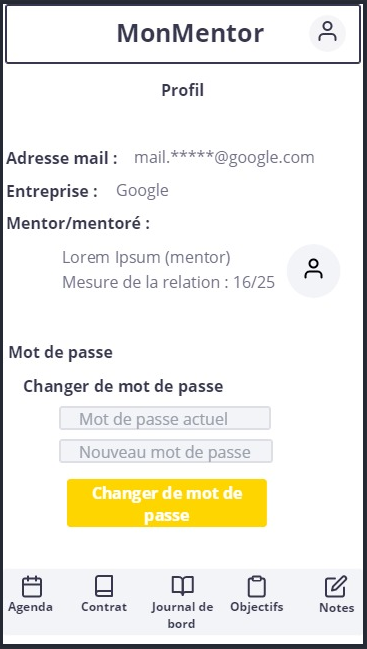 MonMentor
Profil
Adresse mail : mail.*****@google.com
Entreprise : Google
Mentor/mentoré :
Lorem Ipsum (mentor)
Mesure de la relation : 16/25
Mot de passe
Changer de mot de passe
Mot de passe actuel
Nouveau mot de passe
Changer de mot de
passe
Agenda Contrat Journal de Objectifs Notes
bord